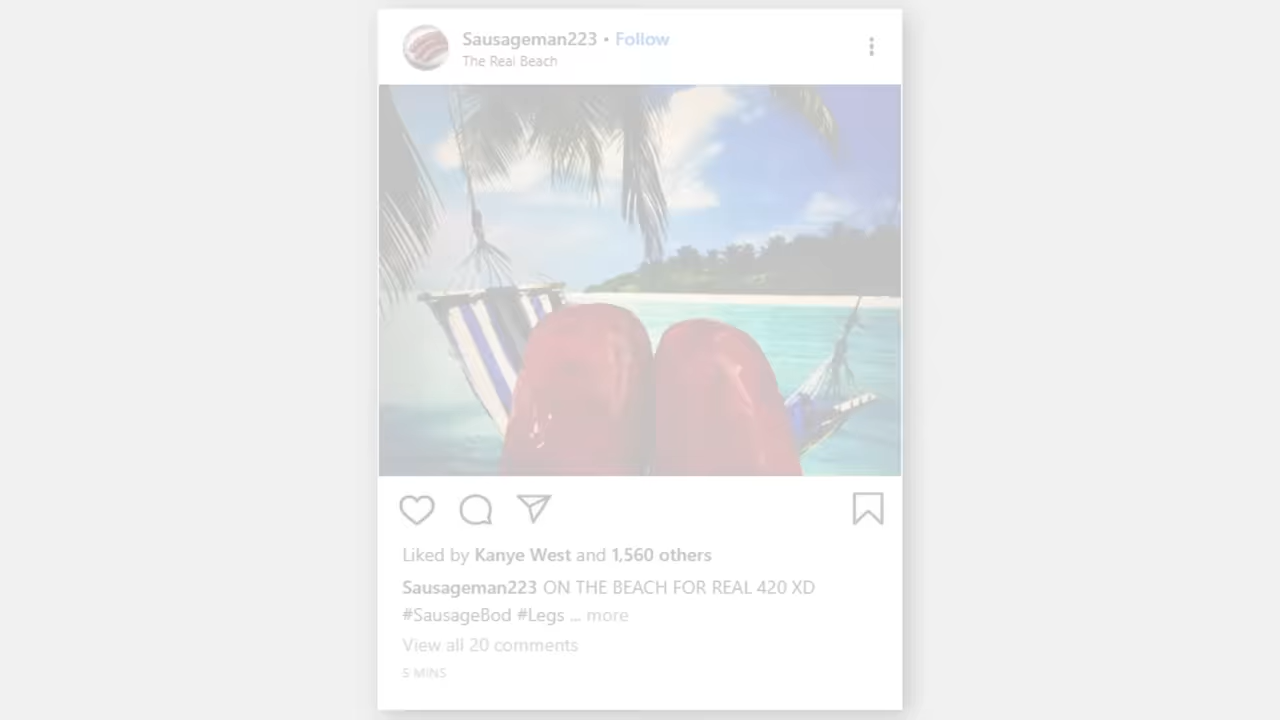 Sausageman223 • Follow
The Real Beach
Liked by Kanye West and 1,560 others
Sausageman223 ON THE BEACH FOR REAL 420 XD
#SausageBod #Legs ... more
View all 20 comments
5 MINS